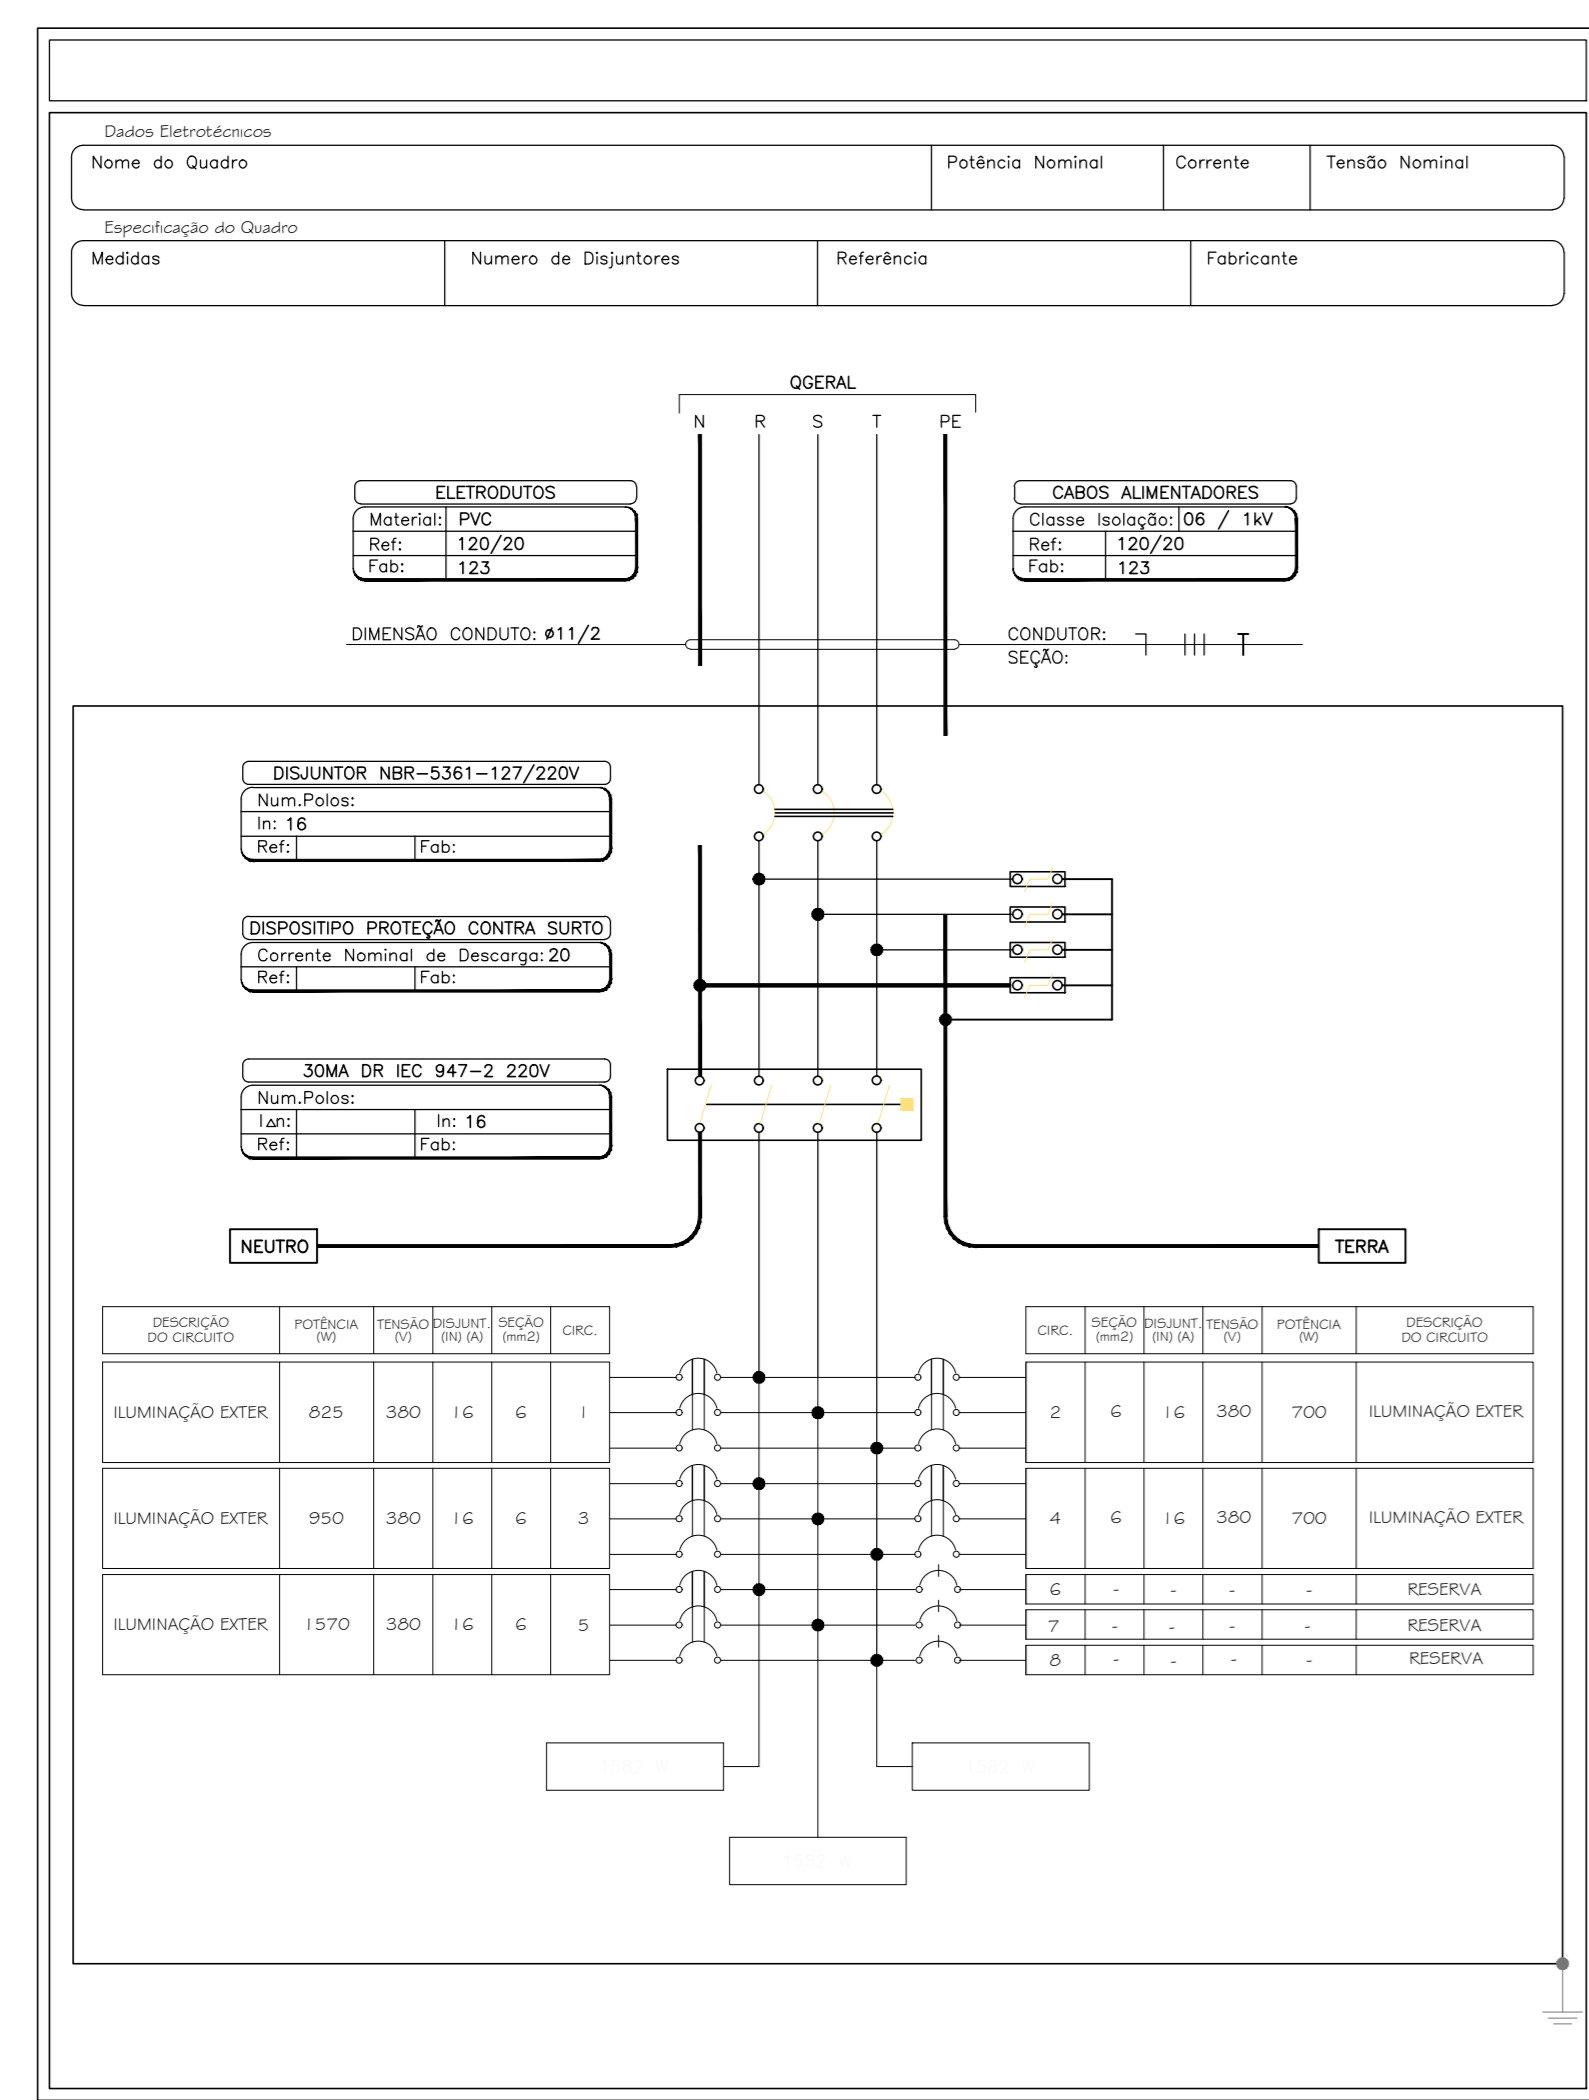 Dados Eletrotécnicos
Nome do Quadro Potência Nominal Corrente Tensão Nominal
Especificação do Quadro
Medidas Numero de Disjuntores Referência Fabricante
QGERAL
N R S T PE
ELETRODUTOS
Material: PVC
Ref: 120/20
Fab: 123
CABOS ALIMENTADORES
Classe Isolação: 06 / 1kV
Ref: 120/20
Fab: 123
DIMENSÃO CONDUTO: ø11/2
CONDUTOR:
SEÇÃO:
DISJUNTOR NBR-5361-127/220V
Num.Polos:
In: 16
Ref: Fab:
DISPOSITIPO PROTEÇÃO CONTRA SURTO
Corrente Nominal de Descarga: 20
Ref: Fab:
30MA DR IEC 947-2 220V
Num.Polos:
I△n: In: 16
Ref: Fab:
NEUTRO
TERRA
DESCRIÇÃO DO CIRCUITO POTÊNCIA (W) TENSÃO (V) DISJUNT. (IN) (A) SEÇÃO (mm2) CIRC.
ILUMINAÇÃO EXTER 825 380 16 6 1
ILUMINAÇÃO EXTER 950 380 16 6 3
ILUMINAÇÃO EXTER 1570 380 16 6 5
CIRC. SEÇÃO (mm2) DISJUNT. (IN) (A) TENSÃO (V) POTÊNCIA (W) DESCRIÇÃO DO CIRCUITO
2 6 16 380 700 ILUMINAÇÃO EXTER
4 6 16 380 700 ILUMINAÇÃO EXTER
6 - - - - RESERVA
7 - - - - RESERVA
8 - - - - RESERVA
1582 W
1582 W
1582 W